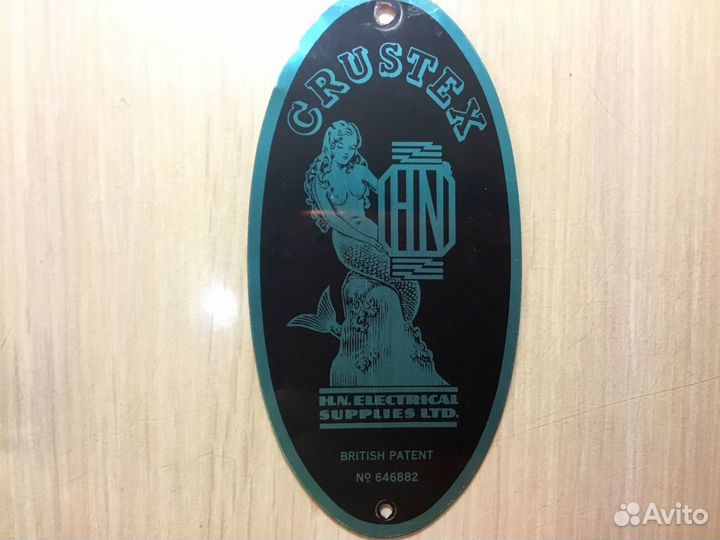 CRUSTEX
HN
H.N. ELECTRICAL
SUPPLIES LTD.
BRITISH PATENT
Nº 646882
Avito